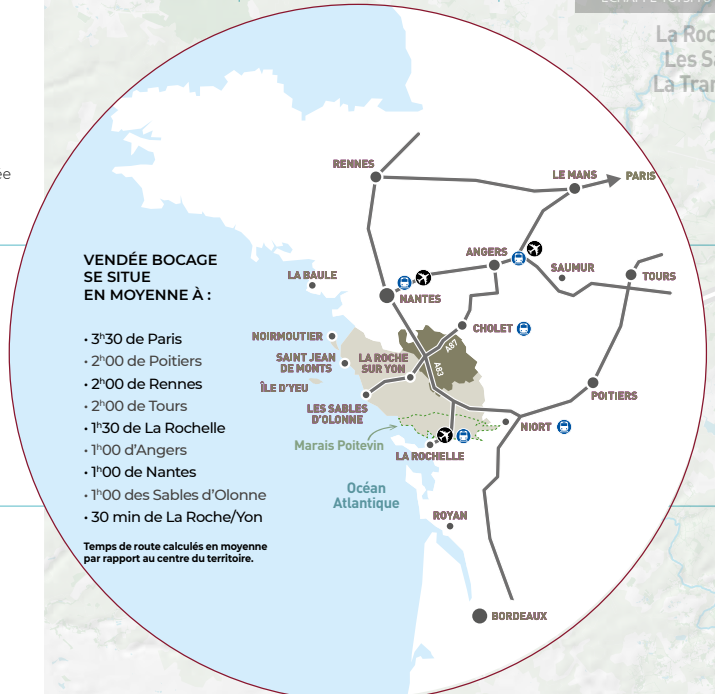 La
Les
La
ée
RENNES
LE MANS
PARIS
VENDÉE BOCAGE
SE SITUE
EN MOYENNE À :
• 3h30 de Paris
• 2h00 de Poitiers
• 2h00 de Rennes
• 2h00 de Tours
• 1h30 de La Rochelle
• 1h00 d'Angers
• 1h00 de Nantes
• 1h00 des Sables d'Olonne
• 30 min de La Roche/Yon
Temps de route calculés en moyenne
par rapport au centre du territoire.
ANGERS
SAUMUR
TOURS
LA BAULE
NANTES
CHOLET
NOIRMOUTIER
A87
SAINT JEAN
DE MONTS
LA ROCHE
SUR YON
A83
ÎLE D'YEU
POITIERS
LES SABLES
D'OLONNE
NIORT
Marais Poitevin
LA ROCHELLE
Océan
Atlantique
ROYAN
BORDEAUX